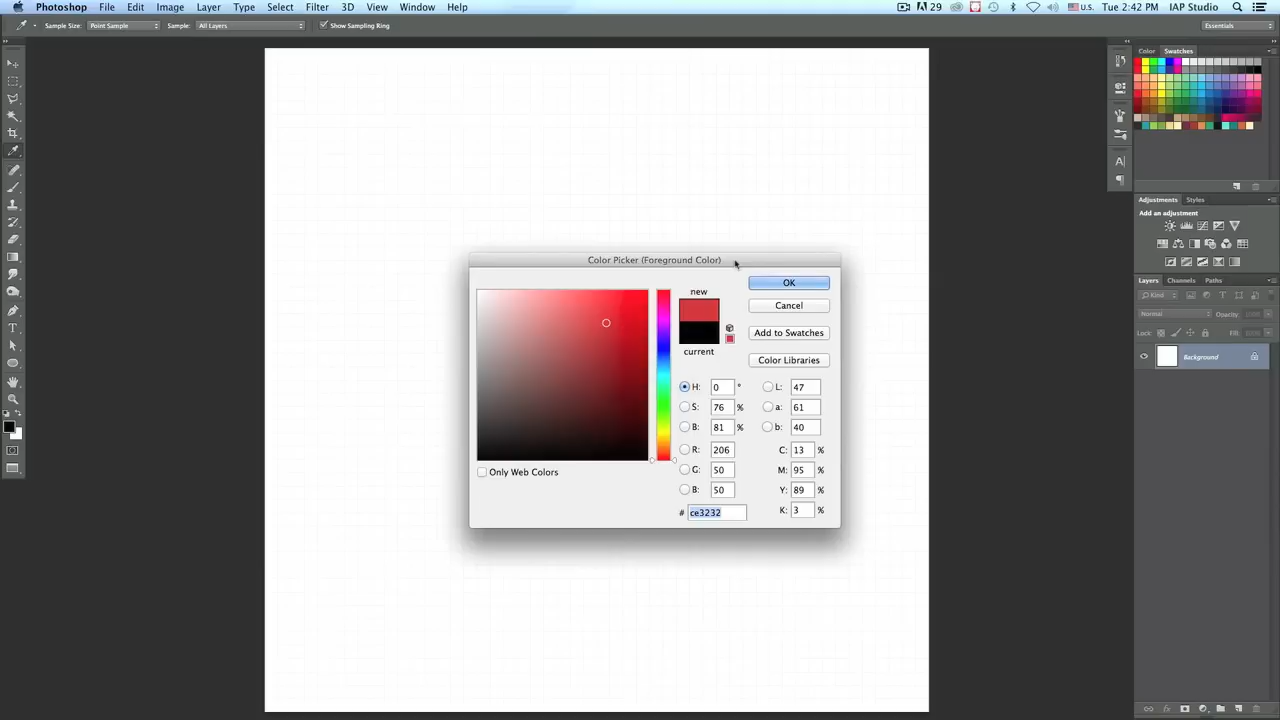 Photoshop File Edit Image Layer Type Select Filter 3D View Window Help 29 U.S. Tue 2:42 PM IAP Studio
Sample Size: Point Sample Sample: All Layers Show Sampling Ring Essentials
Color Swatches
Adjustments Styles
Add an adjustment
Layers Channels Paths
Kind
Normal Opacity:
Lock: Fill:
Background
Color Picker (Foreground Color)
new
current
OK
Cancel
Add to Swatches
Color Libraries
H: 0 ° L: 47
S: 76 % a: 61
B: 81 % b: 40
R: 206 C: 13 %
G: 50 M: 95 %
B: 50 Y: 89 %
# ce3232 K: 3 %
Only Web Colors